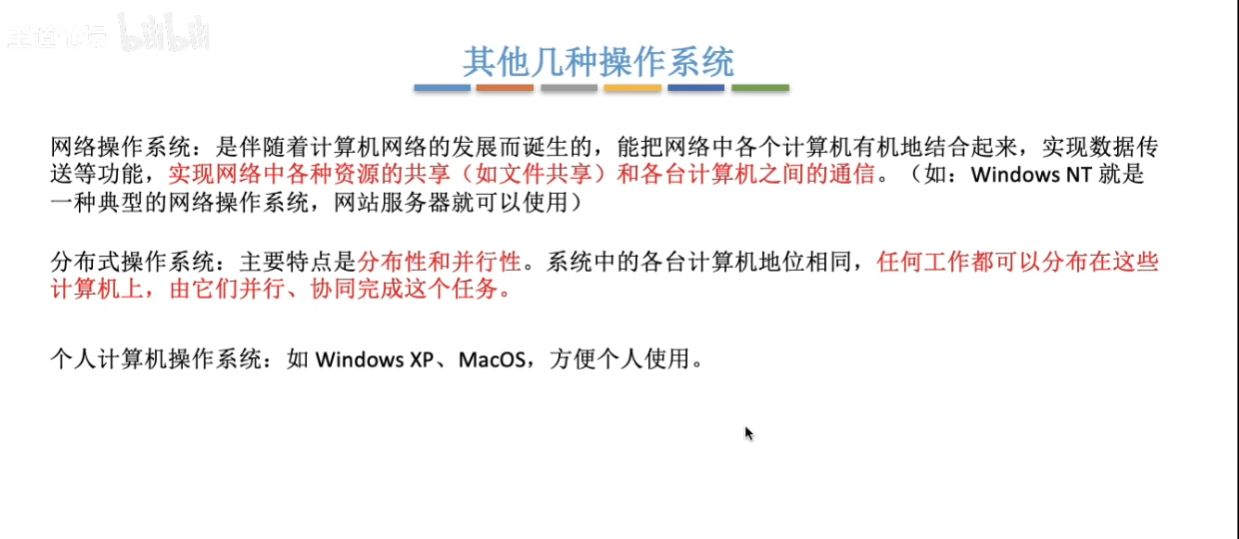 王道论坛 bilibili
其他几种操作系统
网络操作系统：是伴随着计算机网络的发展而诞生的，能把网络中各个计算机有机地结合起来，实现数据传
送等功能，实现网络中各种资源的共享（如文件共享）和各台计算机之间的通信。（如：Windows NT 就是
一种典型的网络操作系统，网站服务器就可以使用）
分布式操作系统：主要特点是分布性和并行性。系统中的各台计算机地位相同，任何工作都可以分布在这些
计算机上，由它们并行、协同完成这个任务。
个人计算机操作系统：如 Windows XP、MacOS，方便个人使用。